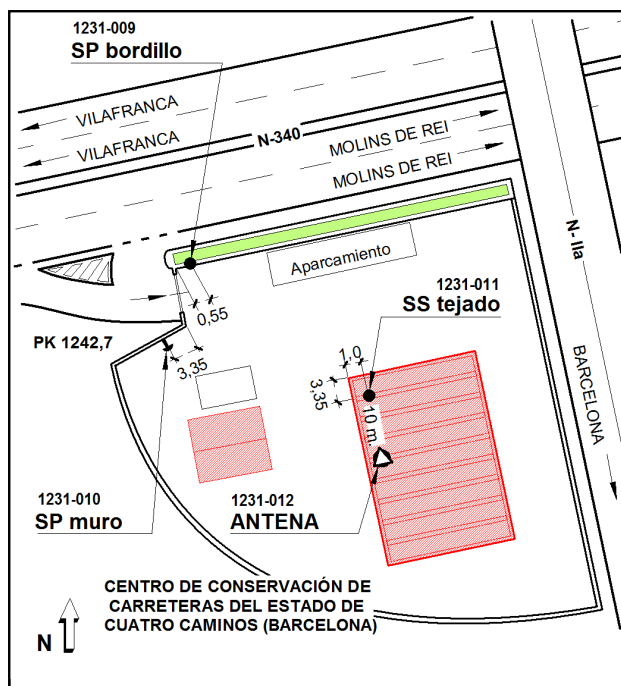 1231-009
SP bordillo
VILAFRANCA
VILAFRANCA
N-340
MOLINS DE REI
MOLINS DE REI
N- IIa
Aparcamiento
1231-011
SS tejado
0,55
PK 1242,7
3,35
1,0
3,35
10 m.
BARCELONA
1231-010
SP muro
1231-012
ANTENA
CENTRO DE CONSERVACIÓN DE
CARRETERAS DEL ESTADO DE
CUATRO CAMINOS (BARCELONA)
N